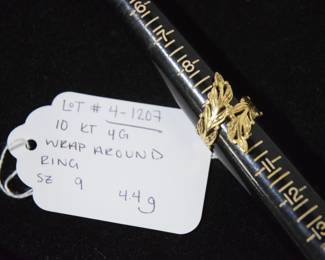 LOT # 4-1207
10 KT YG
WRAP AROUND
RING
SZ 9
4.4g